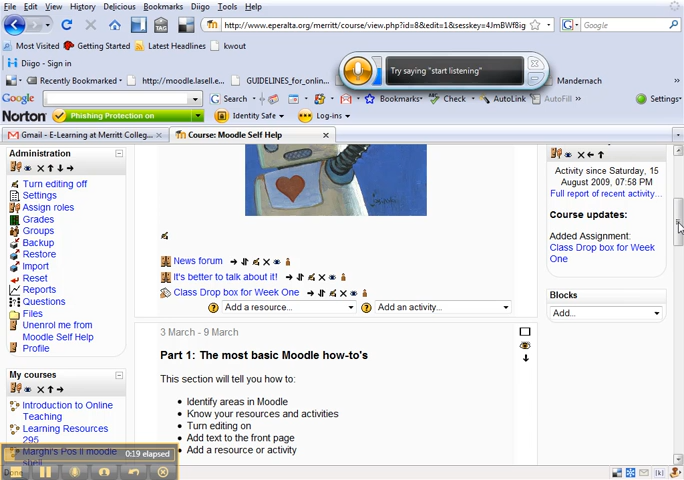 File Edit View History Delicious Bookmarks Diigo Tools Help
http://www.eperalta.org/merritt/course/view.php?id=8&edit=1&sesskey=4JmBWf8ig
Google
Most Visited Getting Started Latest Headlines kwout
Diigo - Sign in
Try saying "start listening"
Recently Bookmarked http://moodle.lasell.e... GUIDELINES_for_onlin... Mandernach
Google Search Bookmarks Check AutoLink AutoFill Settings
Norton Phishing Protection on Identity Safe Log-ins
Gmail - E-Learning at Merritt Colleg... Course: Moodle Self Help
Administration
Turn editing off
Settings
Assign roles
Grades
Groups
Backup
Restore
Import
Reset
Reports
Questions
Files
Unenrol me from
Moodle Self Help
Profile
My courses
Introduction to Online
Teaching
Learning Resources
295
Marghi's Pos II moodle
shell
0:19 elapsed
Done
News forum
It's better to talk about it!
Class Drop box for Week One
Add a resource... Add an activity...
3 March - 9 March
Part 1: The most basic Moodle how-to's
This section will tell you how to:
Identify areas in Moodle
Know your resources and activities
Turn editing on
Add text to the front page
Add a resource or activity
Activity since Saturday, 15
August 2009, 07:58 PM
Full report of recent activity...
Course updates:
Added Assignment:
Class Drop box for Week
One
Blocks
Add...